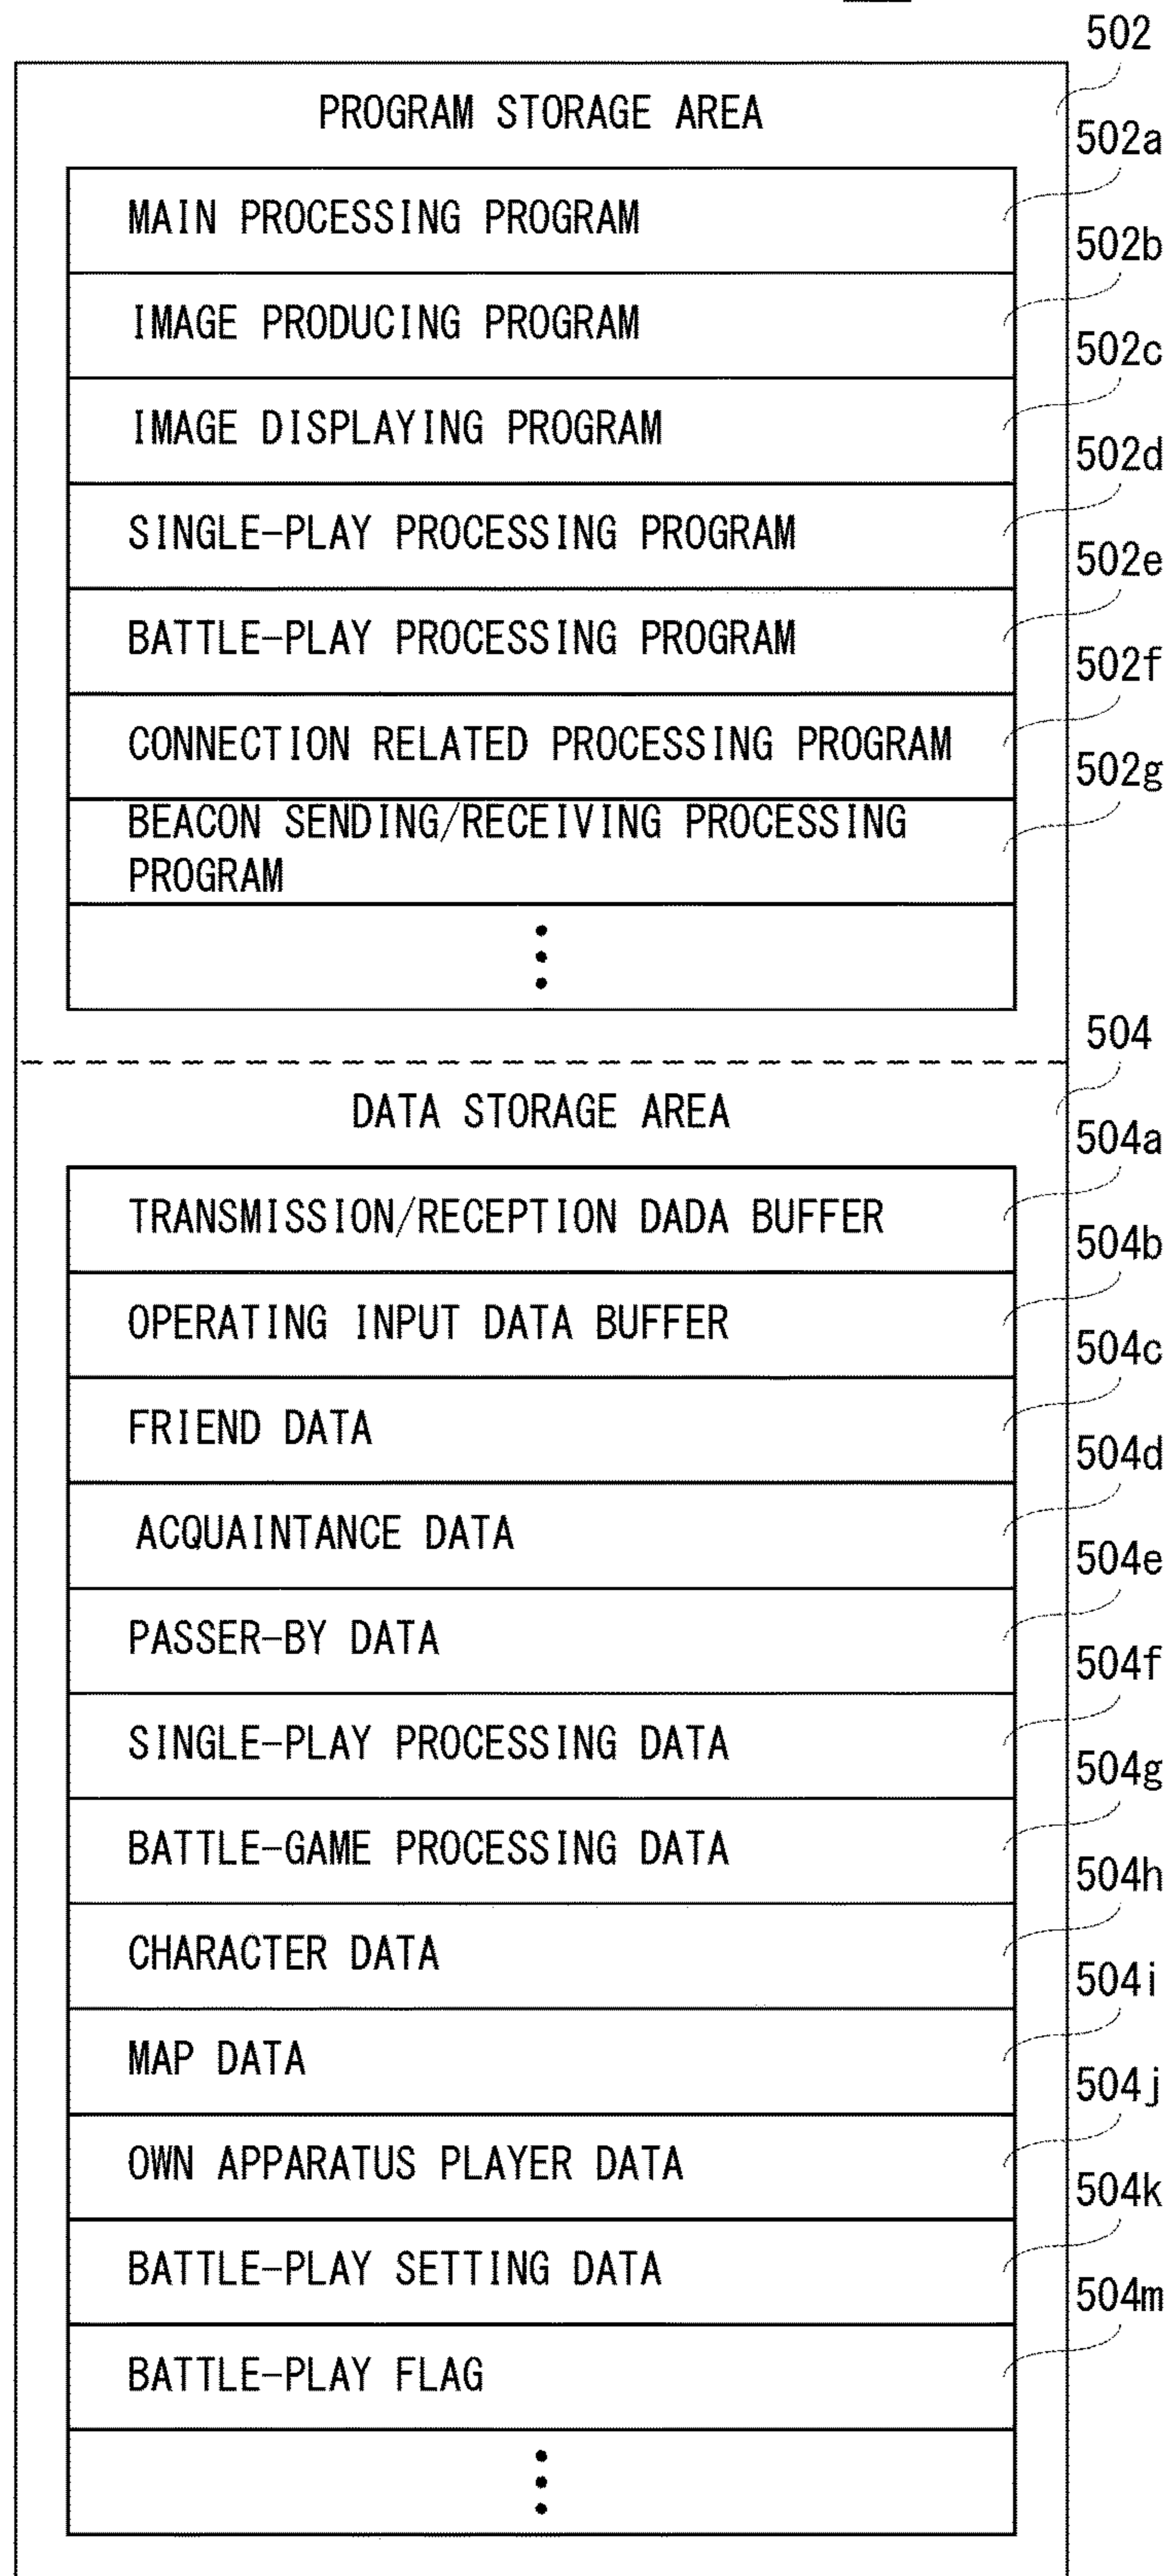 502
PROGRAM STORAGE AREA
502a
MAIN PROCESSING PROGRAM
502b
IMAGE PRODUCING PROGRAM
502c
IMAGE DISPLAYING PROGRAM
502d
SINGLE-PLAY PROCESSING PROGRAM
502e
BATTLE-PLAY PROCESSING PROGRAM
502f
CONNECTION RELATED PROCESSING PROGRAM
502g
BEACON SENDING/RECEIVING PROCESSING
PROGRAM
504
DATA STORAGE AREA
504a
TRANSMISSION/RECEPTION DADA BUFFER
504b
OPERATING INPUT DATA BUFFER
504c
FRIEND DATA
504d
ACQUAINTANCE DATA
504e
PASSER-BY DATA
504f
SINGLE-PLAY PROCESSING DATA
504g
BATTLE-GAME PROCESSING DATA
504h
CHARACTER DATA
504i
MAP DATA
504j
OWN APPARATUS PLAYER DATA
504k
BATTLE-PLAY SETTING DATA
504m
BATTLE-PLAY FLAG